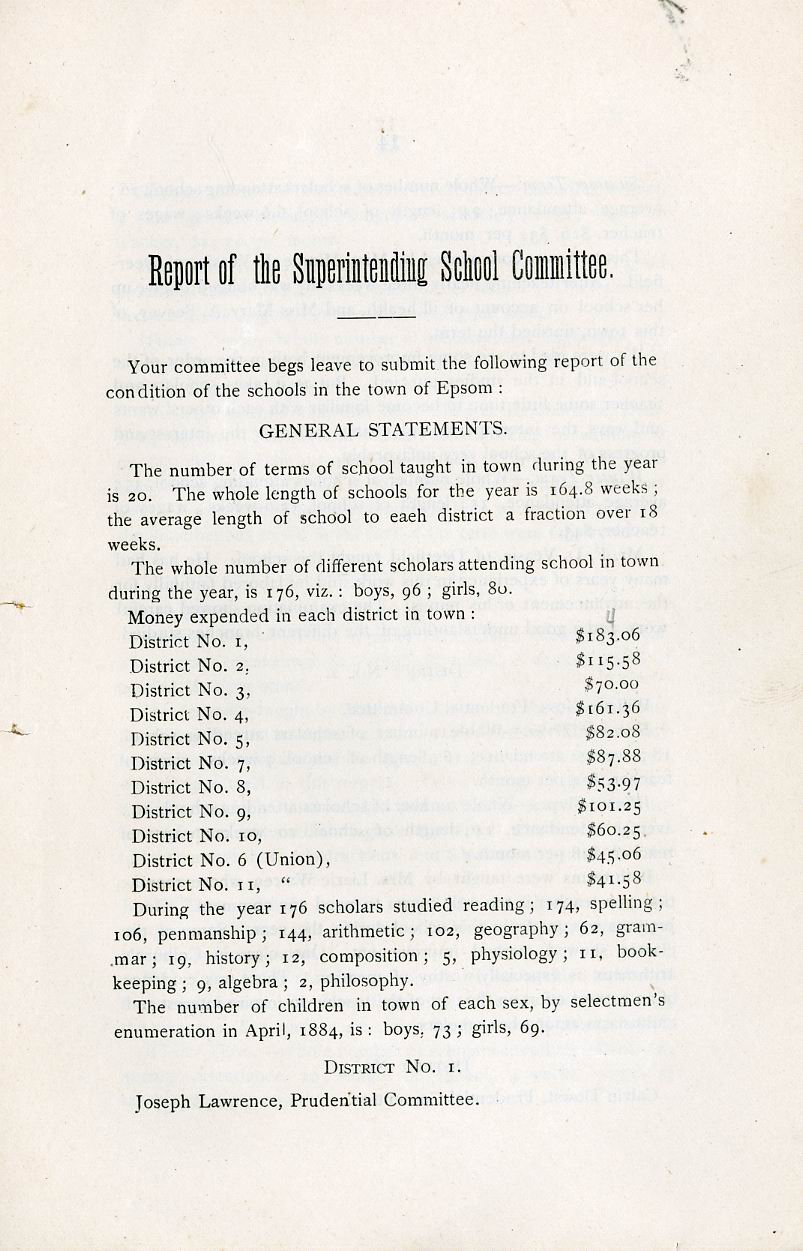 Report of the Superintending School Committee.
Your committee begs leave to submit the following report of the
condition of the schools in the town of Epsom :
GENERAL STATEMENTS.
The number of terms of school taught in town during the year
is 20. The whole length of schools for the year is 164.8 weeks ;
the average length of school to eaeh district a fraction over 18
weeks.
The whole number of different scholars attending school in town
during the year, is 176, viz. : boys, 96 ; girls, 80.
Money expended in each district in town :
4
District No. 1, $183.06
District No. 2, $115.58
District No. 3, $70.00
District No. 4, $161.36
District No. 5, $82.08
District No. 7, $87.88
District No. 8, $53.97
District No. 9, $101.25
District No. 10, $60.25
District No. 6 (Union), $45.06
District No. 11, “ $41.58
During the year 176 scholars studied reading ; 174, spelling ;
106, penmanship ; 144, arithmetic ; 102, geography ; 62, gram-
mar ; 19, history ; 12, composition ; 5, physiology ; 11, book-
keeping ; 9, algebra ; 2, philosophy.
The number of children in town of each sex, by selectmen's
enumeration in April, 1884, is : boys, 73 ; girls, 69.
DISTRICT NO. 1.
Joseph Lawrence, Prudential Committee.